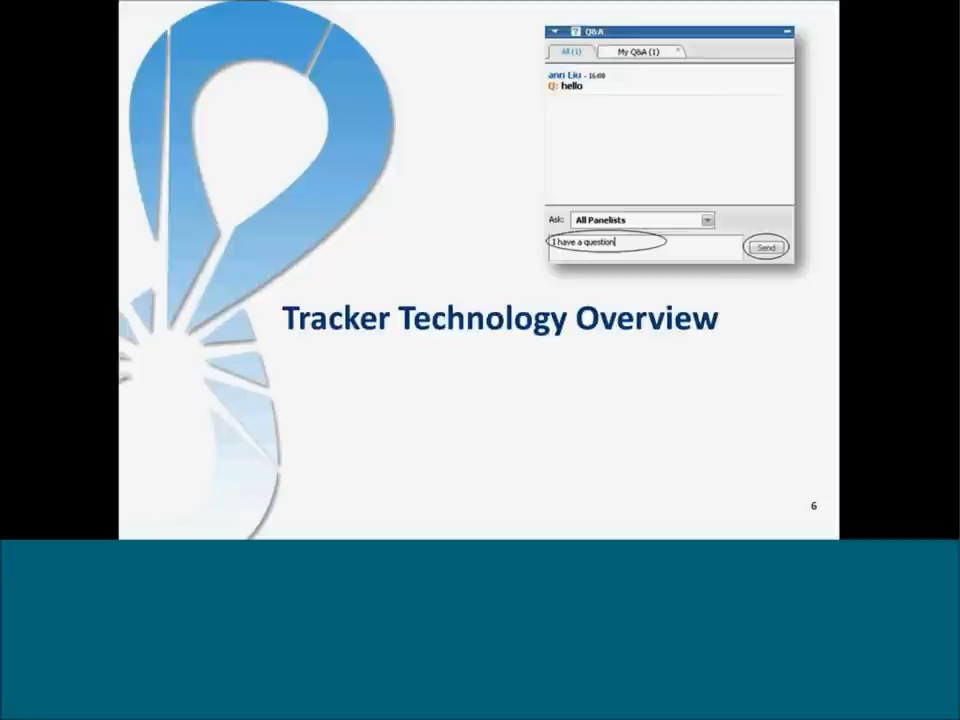 ? Q&A
All (1) My Q&A (1)
ann Liu - 16:00
Q: hello
Ask: All Panelists
I have a question
Send
Tracker Technology Overview
6